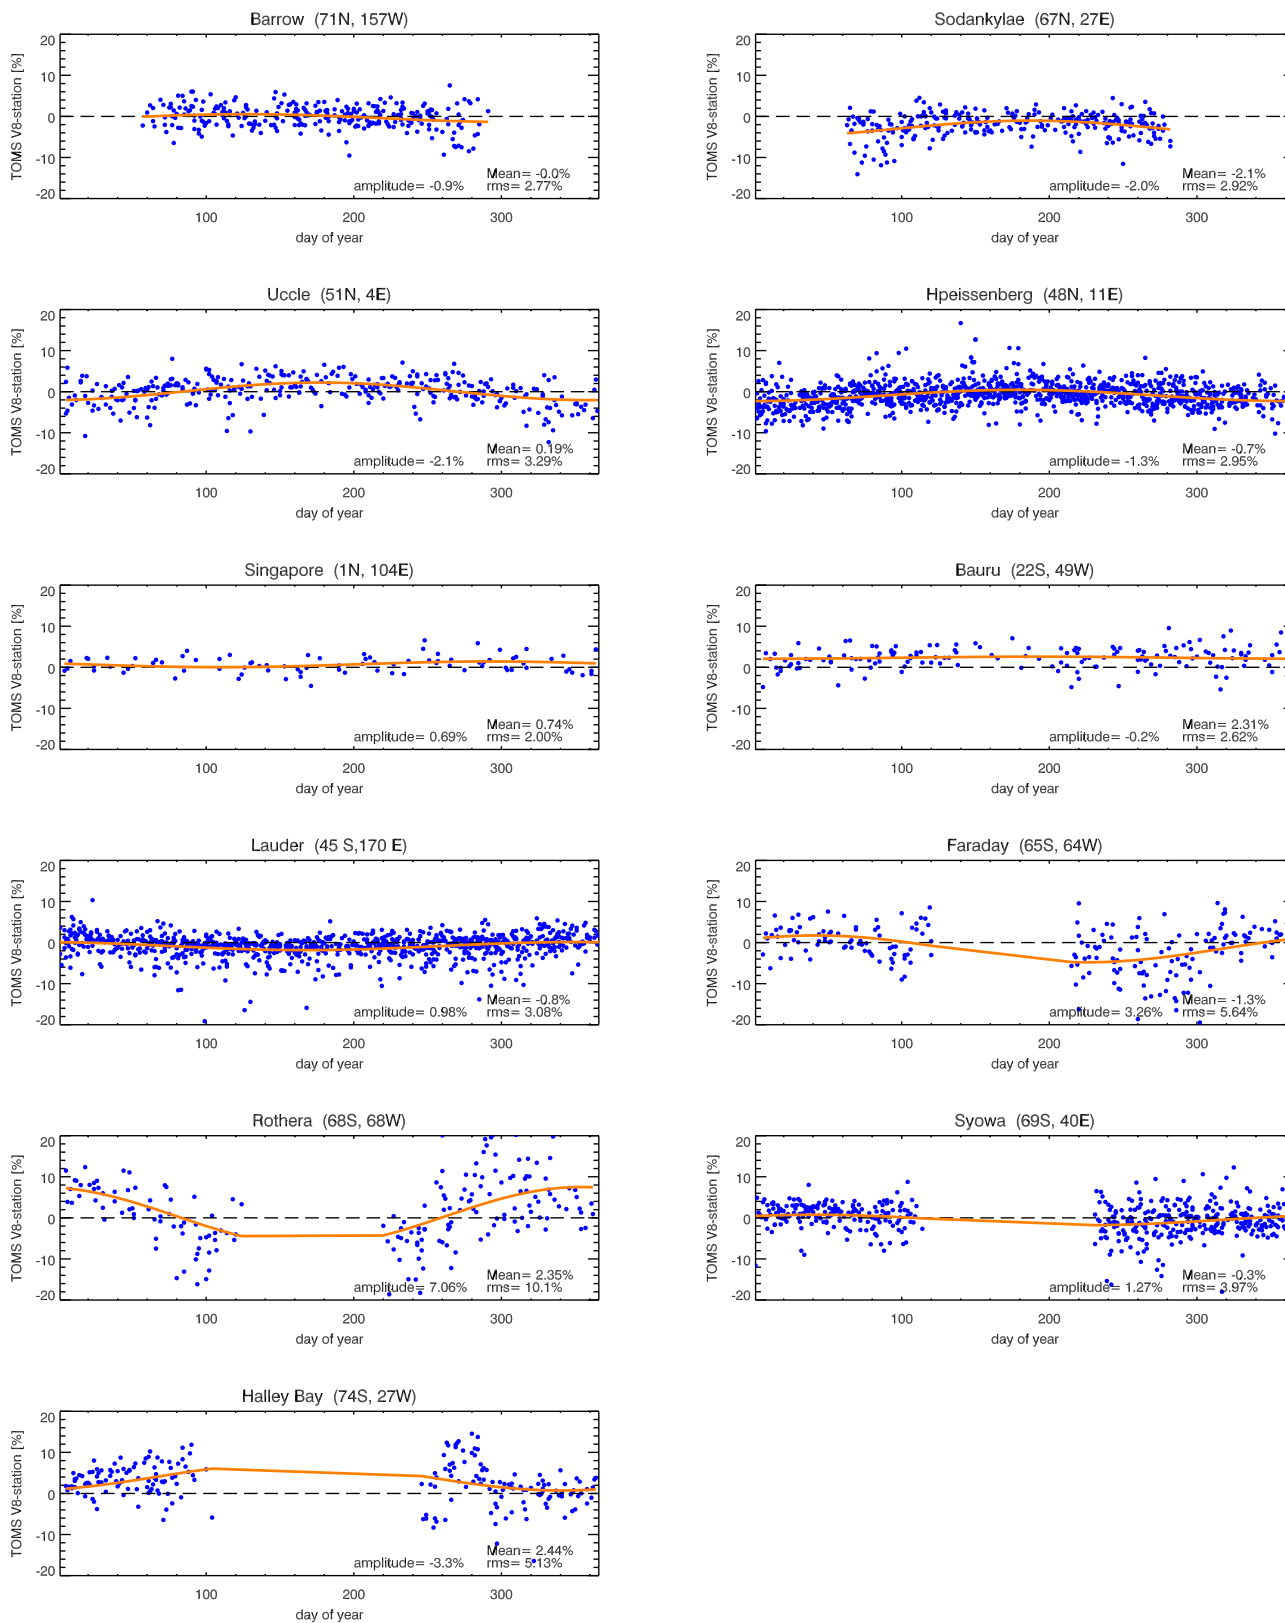 Barrow (71N, 157W)
TOMS V8-station [%]
20
10
0
-10
-20
Mean= -0.0%
amplitude= -0.9% rms= 2.77%
100 200 300
day of year
Sodankylae (67N, 27E)
TOMS V8-station [%]
20
10
0
-10
-20
Mean= -2.1%
amplitude= -2.0% rms= 2.92%
100 200 300
day of year
Uccle (51N, 4E)
TOMS V8-station [%]
20
10
0
-10
-20
Mean= 0.19%
amplitude= -2.1% rms= 3.29%
100 200 300
day of year
Hpeissenberg (48N, 11E)
TOMS V8-station [%]
20
10
0
-10
-20
Mean= -0.7%
amplitude= -1.3% rms= 2.95%
100 200 300
day of year
Singapore (1N, 104E)
TOMS V8-station [%]
20
10
0
-10
-20
Mean= 0.74%
amplitude= 0.69% rms= 2.00%
100 200 300
day of year
Bauru (22S, 49W)
TOMS V8-station [%]
20
10
0
-10
-20
Mean= 2.31%
amplitude= -0.2% rms= 2.62%
100 200 300
day of year
Lauder (45 S,170 E)
TOMS V8-station [%]
20
10
0
-10
-20
Mean= -0.8%
amplitude= 0.98% rms= 3.08%
100 200 300
day of year
Faraday (65S, 64W)
TOMS V8-station [%]
20
10
0
-10
-20
Mean= -1.3%
amplitude= 3.26% rms= 5.64%
100 200 300
day of year
Rothera (68S, 68W)
TOMS V8-station [%]
20
10
0
-10
-20
Mean= 2.35%
amplitude= 7.06% rms= 10.1%
100 200 300
day of year
Syowa (69S, 40E)
TOMS V8-station [%]
20
10
0
-10
-20
Mean= -0.3%
amplitude= 1.27% rms= 3.97%
100 200 300
day of year
Halley Bay (74S, 27W)
TOMS V8-station [%]
20
10
0
-10
-20
Mean= 2.44%
amplitude= -3.3% rms= 5.13%
100 200 300
day of year